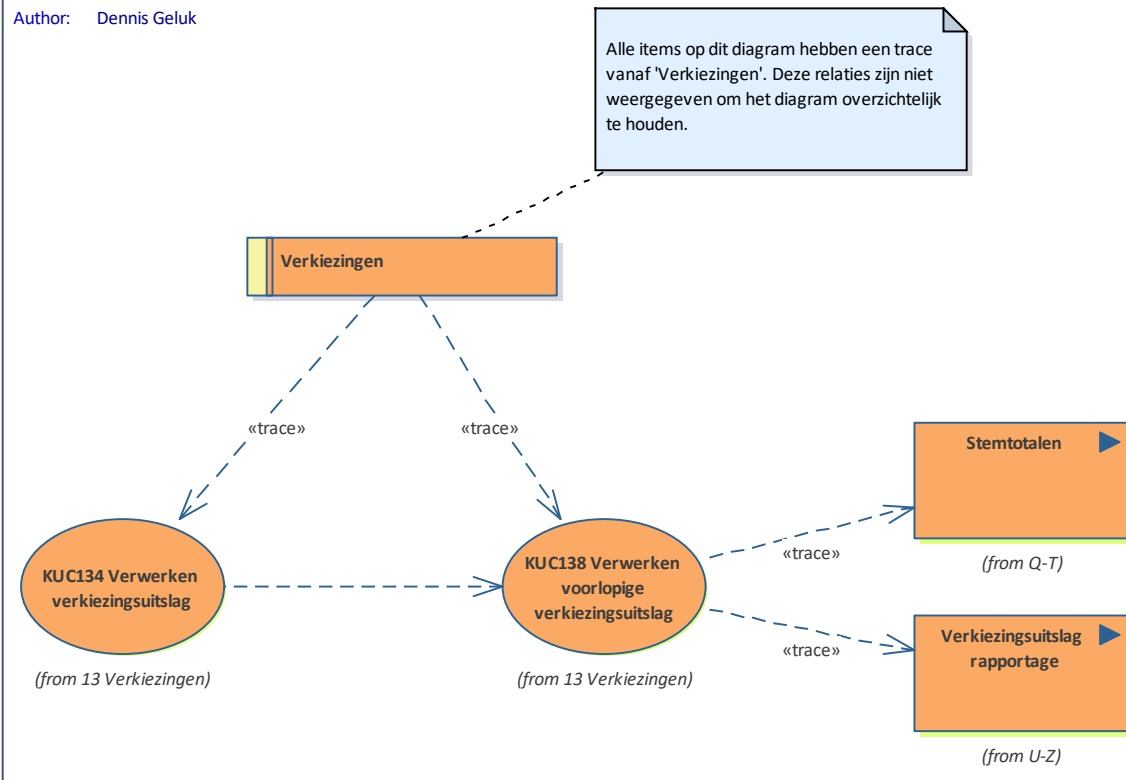 Author: Dennis Geluk
Alle items op dit diagram hebben een trace
vanaf 'Verkiezingen'. Deze relaties zijn niet
weergegeven om het diagram overzichtelijk
te houden.
Verkiezingen
«trace»
«trace»
Stemtotalen
(from Q-T)
«trace»
KUC134 Verwerken
verkiezingsuitslag
(from 13 Verkiezingen)
KUC138 Verwerken
voorlopige
verkiezingsuitslag
(from 13 Verkiezingen)
«trace»
Verkiezingsuitslag
rapportage
(from U-Z)